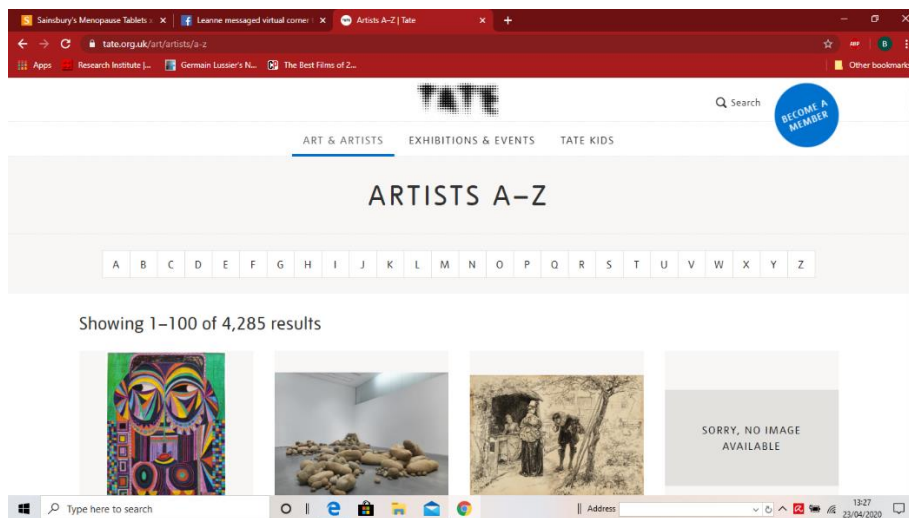 Sainsbury's Menopause Tablets
Leanne messaged virtual corner
Artists A–Z | Tate
tate.org.uk/art/artists/a-z
Apps
Research Institute |...
Germain Lussier's N...
The Best Films of 2...
Other bookmarks
TATE
Search
BECOME A
MEMBER
ART & ARTISTS
EXHIBITIONS & EVENTS
TATE KIDS
ARTISTS A–Z
A B C D E F G H I J K L M N O P Q R S T U V W X Y Z
Showing 1–100 of 4,285 results
SORRY, NO IMAGE
AVAILABLE
Type here to search
Address
13:27
23/04/2020